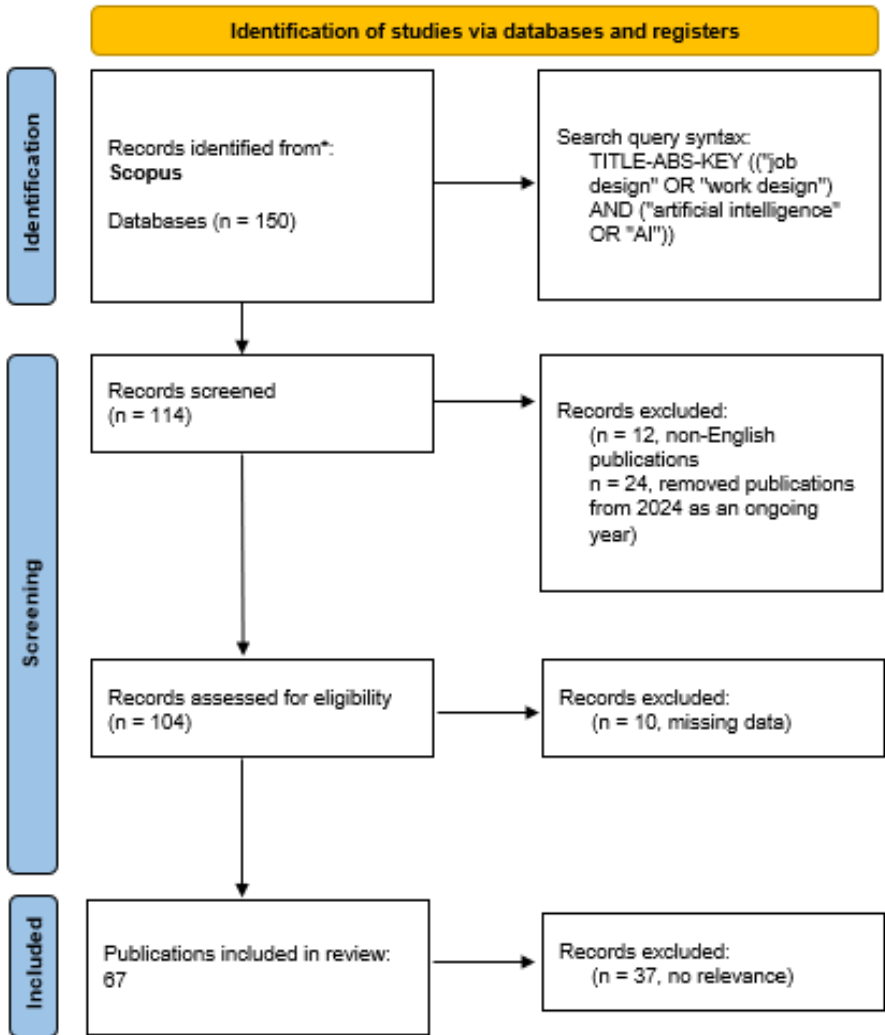 Identification of studies via databases and registers
Identification
Records identified from*:
Scopus
Databases (n = 150)
Search query syntax:
TITLE-ABS-KEY (("job
design" OR "work design")
AND ("artificial intelligence"
OR "AI"))
Screening
Records screened
(n = 114)
Records excluded:
(n = 12, non-English
publications
n = 24, removed publications
from 2024 as an ongoing
year)
Records assessed for eligibility
(n = 104)
Records excluded:
(n = 10, missing data)
Included
Publications included in review:
67
Records excluded:
(n = 37, no relevance)